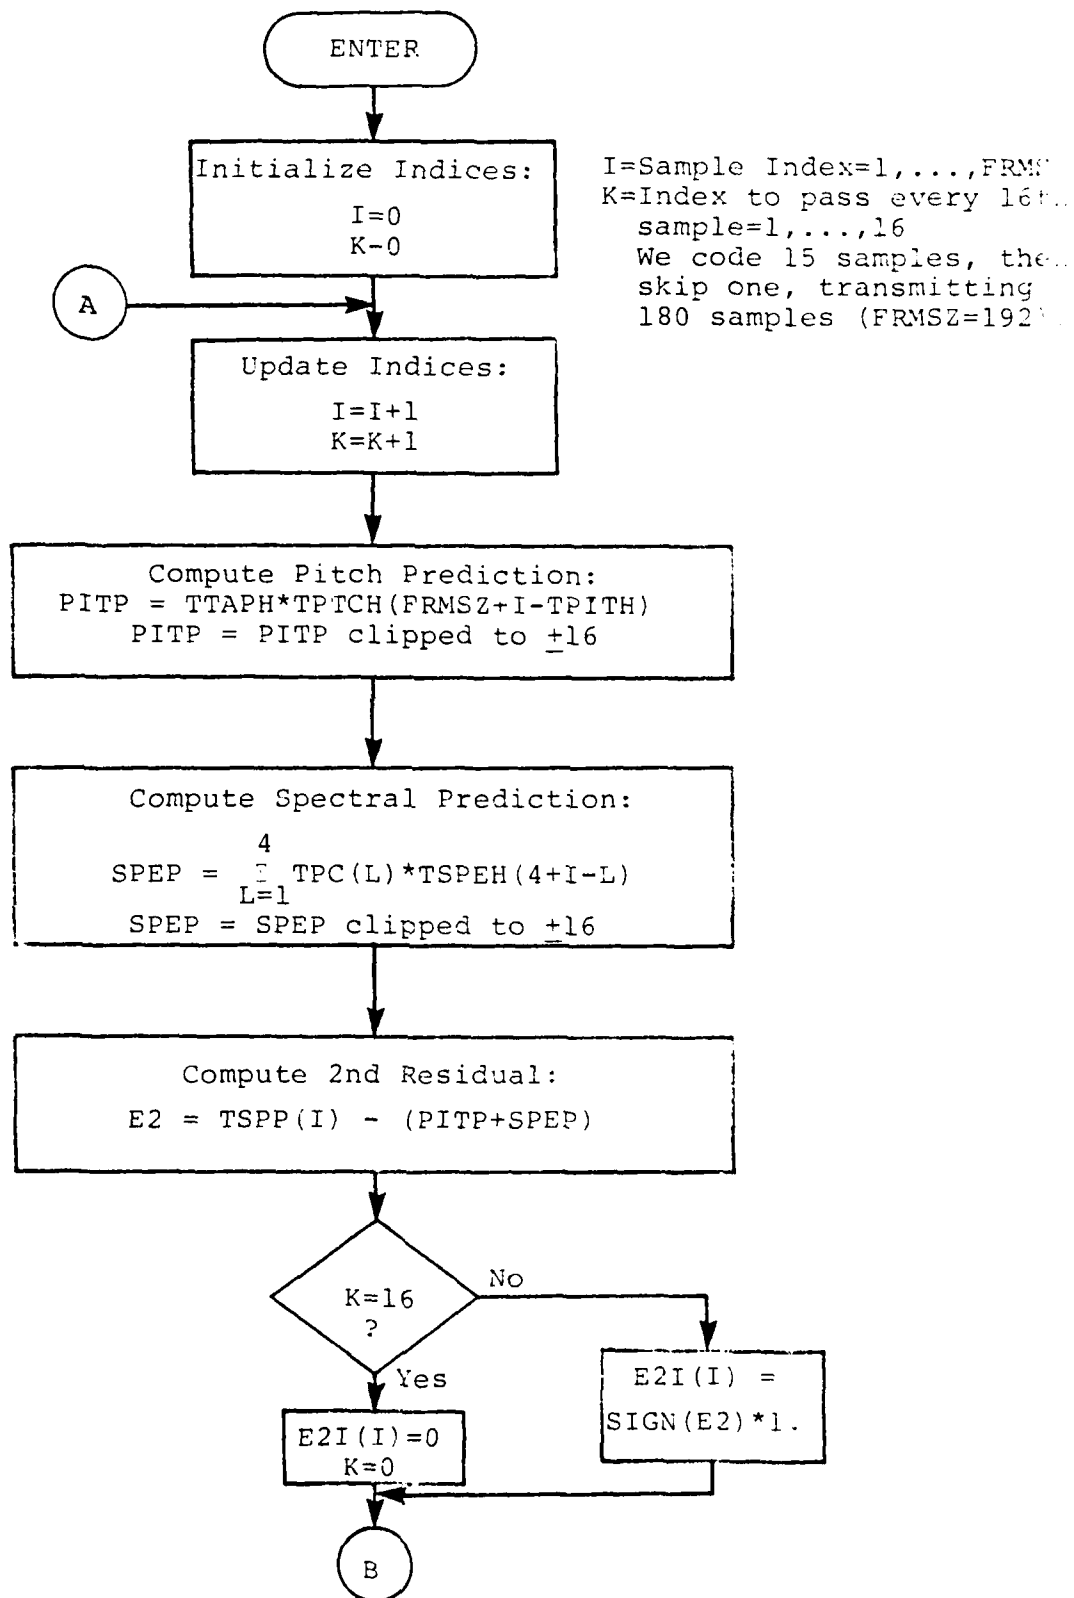 ENTER
Initialize Indices:
I=0
K-0
I=Sample Index=1,...,
K=Index to pass every
sample=1,...,16
We code 15 samples,
skip one, transmitting
180 samples (FRMSZ=192)
A
Update Indices:
I=I+1
K=K+1
Compute Pitch Prediction:
PITP = TTAPH*TPTCH(FRMSZ+I-TPITH)
PITP = PITP clipped to ±16
Compute Spectral Prediction:
4
SPEP = TPC(L)*TSPEH(4+I-L)
L=1
SPEP = SPEP clipped to ±16
Compute 2nd Residual:
E2 = TSPP(I) - (PITP+SPEP)
K=16
?
No
Yes
E2I(I) =
SIGN(E2)*1.
E2I(I)=0
K=0
B